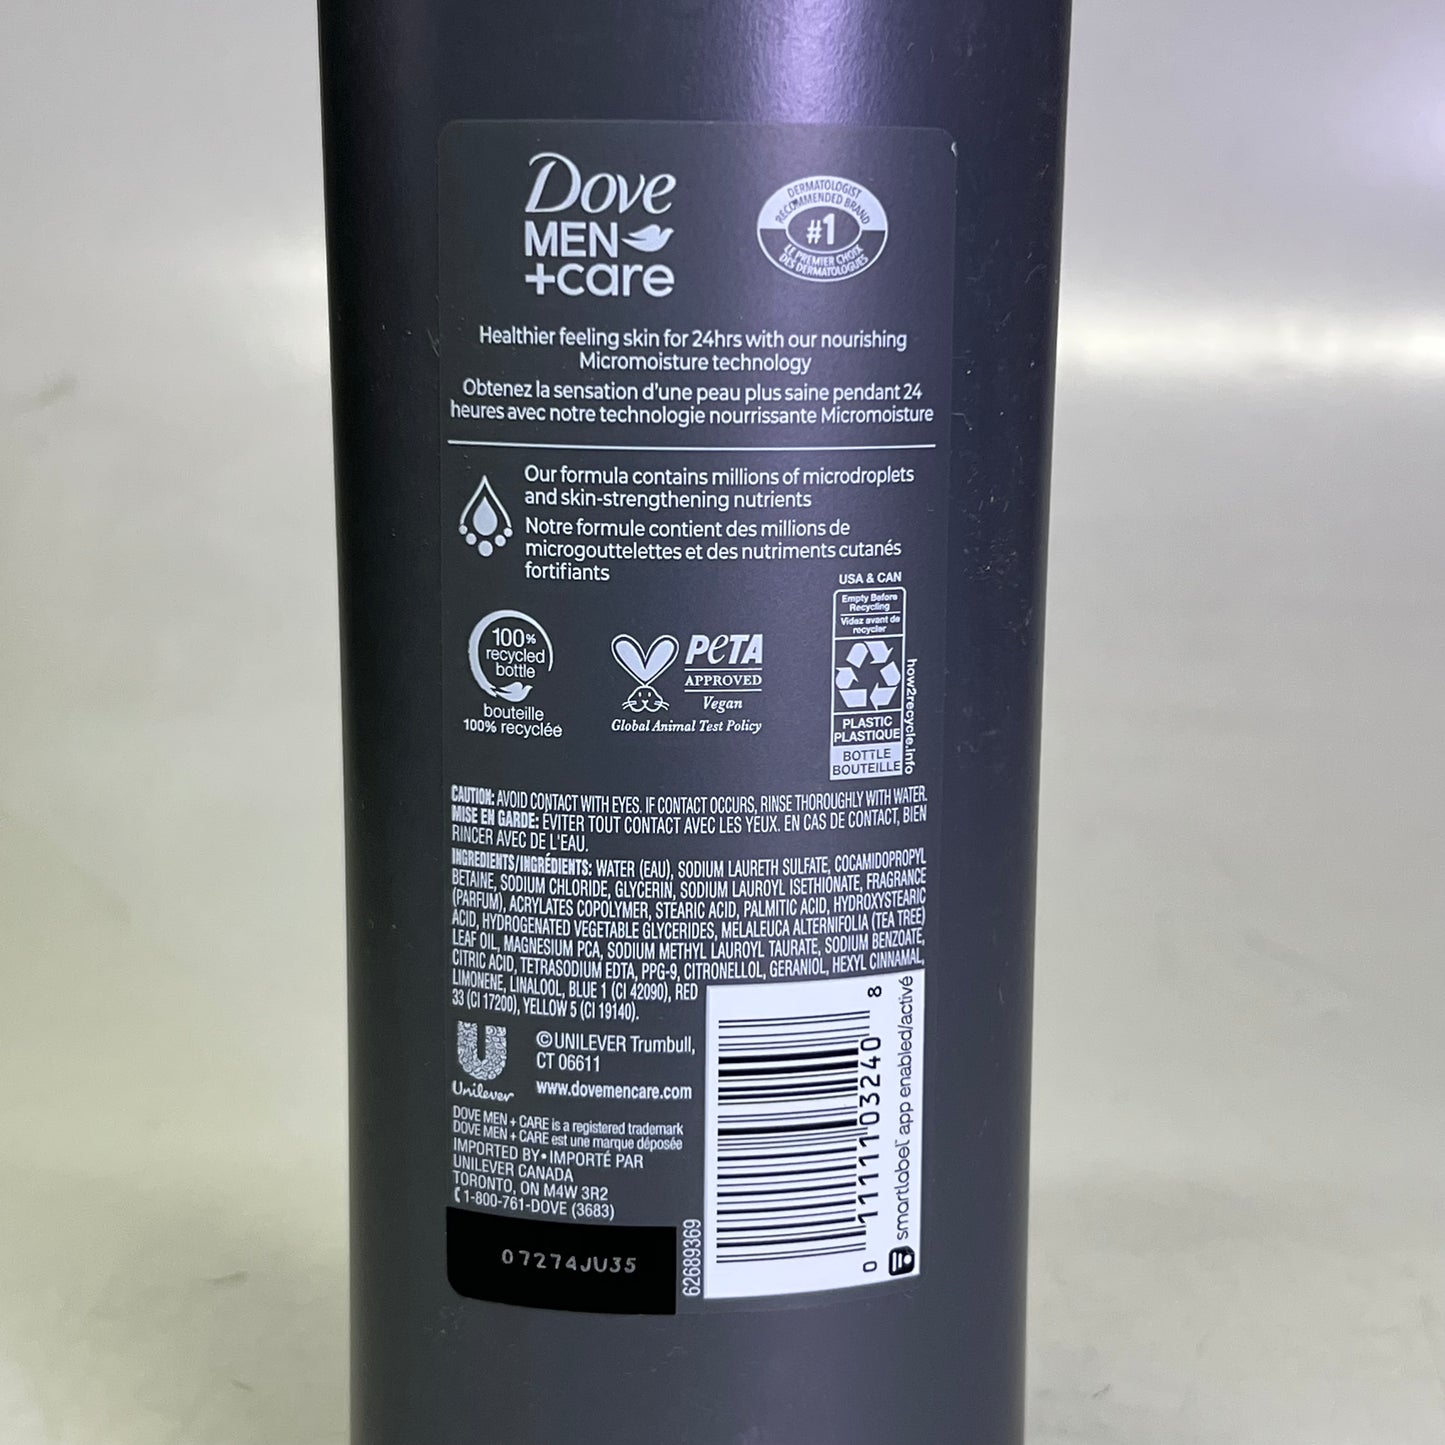 Dove
MEN
+care
DERMATOLOGIST
RECOMMENDED BRAND
#1
LE PREMIER CHOIX
DES DERMATOLOGUES
Healthier feeling skin for 24hrs with our nourishing
Micromoisture technology
Obtenez la sensation d'une peau plus saine pendant 24
heures avec notre technologie nourrissante Micromoisture
Our formula contains millions of microdroplets
and skin-strengthening nutrients
Notre formule contient des millions de
microgouttelettes et des nutriments cutanés
fortifiants
100%
recycled
bottle
bouteille
100% recyclée
PETA
APPROVED
Vegan
Global Animal Test Policy
USA & CAN
Empty Before
Recycling
Videz avant de
recycler
PLASTIC
PLASTIQUE
BOTTLE
BOUTEILLE
how2recycle.info
CAUTION: AVOID CONTACT WITH EYES. IF CONTACT OCCURS, RINSE THOROUGHLY WITH WATER.
MISE EN GARDE: ÉVITER TOUT CONTACT AVEC LES YEUX. EN CAS DE CONTACT, BIEN
RINCER AVEC DE L'EAU.
INGREDIENTS/INGRÉDIENTS: WATER (EAU), SODIUM LAURETH SULFATE, COCAMIDOPROPYL
BETAINE, SODIUM CHLORIDE, GLYCERIN, SODIUM LAUROYL ISETHIONATE, FRAGRANCE
(PARFUM), ACRYLATES COPOLYMER, STEARIC ACID, PALMITIC ACID, HYDROXYSTEARIC
ACID, HYDROGENATED VEGETABLE GLYCERIDES, MELALEUCA ALTERNIFOLIA (TEA TREE)
LEAF OIL, MAGNESIUM PCA, SODIUM METHYL LAUROYL TAURATE, SODIUM BENZOATE,
CITRIC ACID, TETRASODIUM EDTA, PPG-9, CITRONELLOL, GERANIOL, HEXYL CINNAMAL,
LIMONENE, LINALOOL, BLUE 1 (CI 42090), RED
33 (CI 17200), YELLOW 5 (CI 19140).
Unilever
©UNILEVER Trumbull,
CT 06611
www.dovemencare.com
DOVE MEN + CARE is a registered trademark
DOVE MEN + CARE est une marque déposée
IMPORTED BY • IMPORTÉ PAR
UNILEVER CANADA
TORONTO, ON M4W 3R2
1-800-761-DOVE (3683)
07274JU35
62689369
0 11111 03240 8
smartlabel™ app enabled/activé